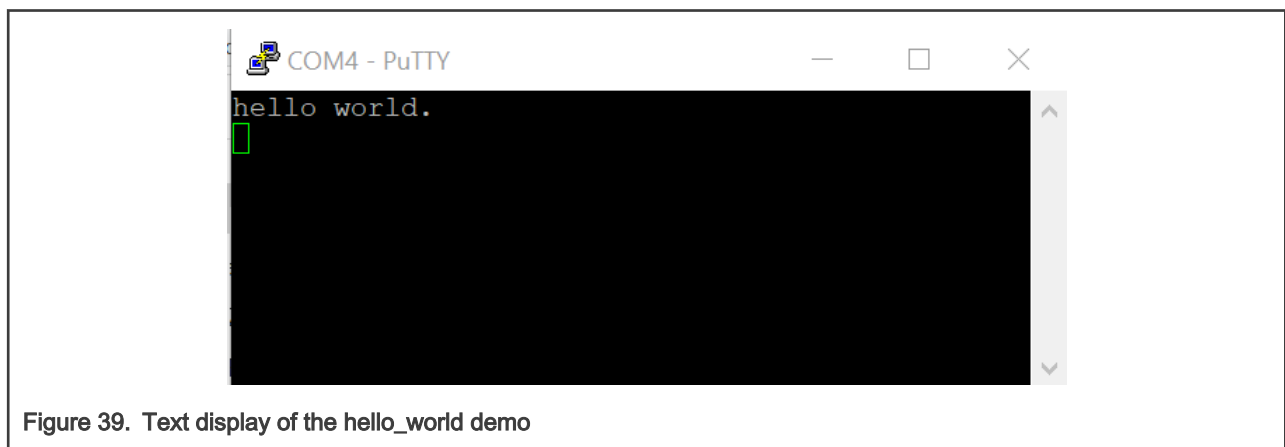 COM4 - PuTTY
hello world.
Figure 39. Text display of the hello_world demo